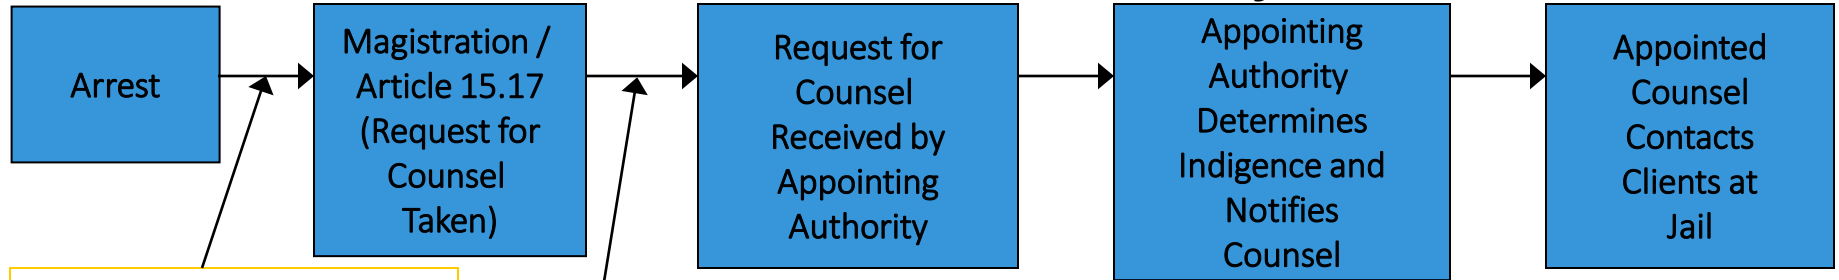 Arrest
Magistration /
Article 15.17
(Request for
Counsel
Taken)
Request for
Counsel
Received by
Appointing
Authority
Appointing
Authority
Determines
Indigence and
Notifies
Counsel
Appointed
Counsel
Contacts
Clients at
Jail